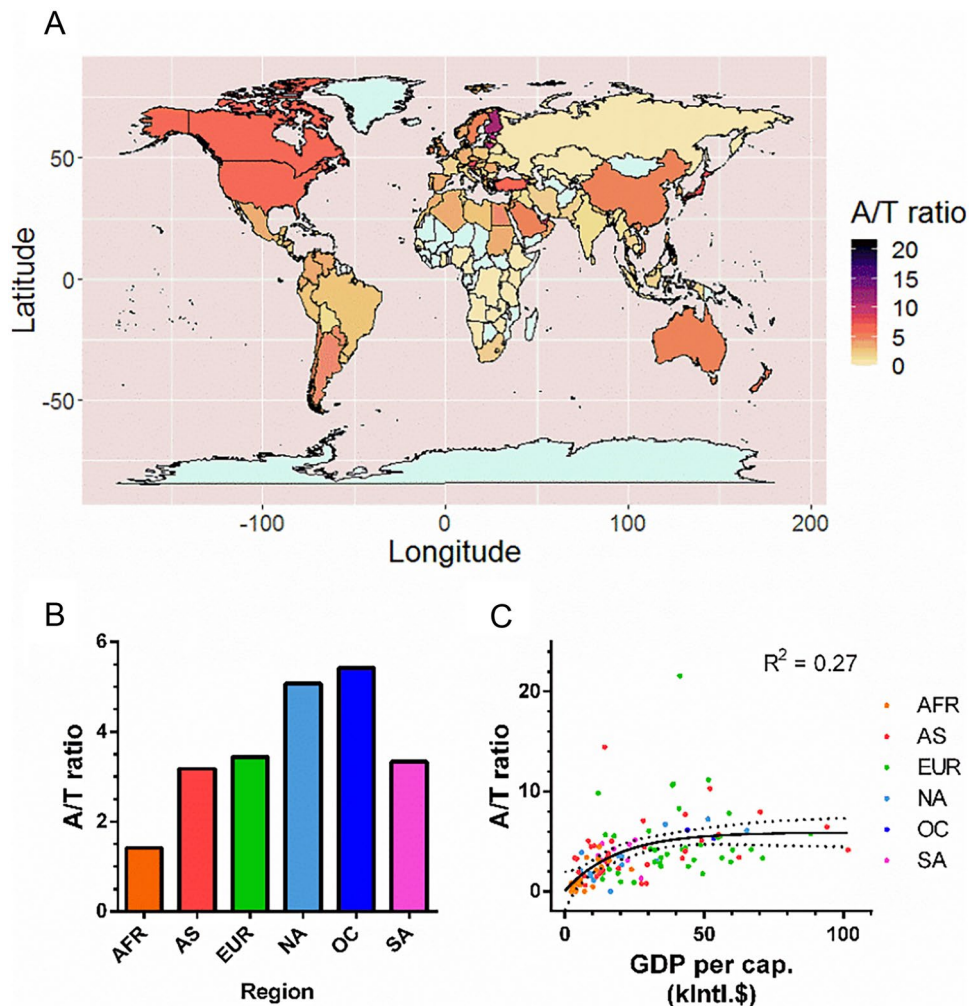 A
50
0
-50
Latitude
-100
0
100
200
Longitude
A/T ratio
20
15
10
5
0
B
6
4
2
0
A/T ratio
AFR
AS
EUR
NA
OC
SA
Region
C
R² = 0.27
20
10
0
A/T ratio
0
50
100
GDP per cap.
(kIntl.$)
AFR
AS
EUR
NA
OC
SA